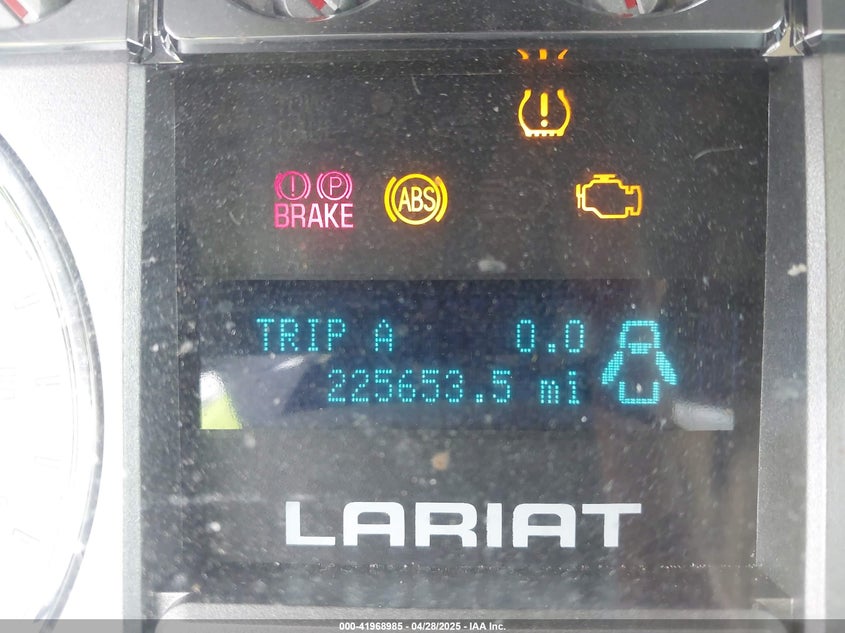 ! P
BRAKE
ABS
!
TRIP A 0.0
225653.5 mi
LARIAT
000-41968985 - 04/28/2025 - IAA Inc.